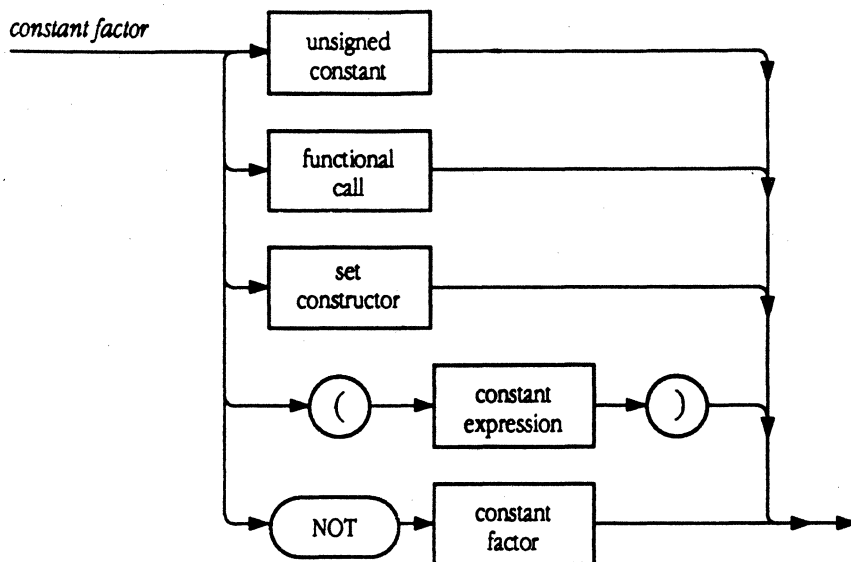 constant factor
unsigned
constant
functional
call
set
constructor
(
constant
expression
)
NOT
constant
factor